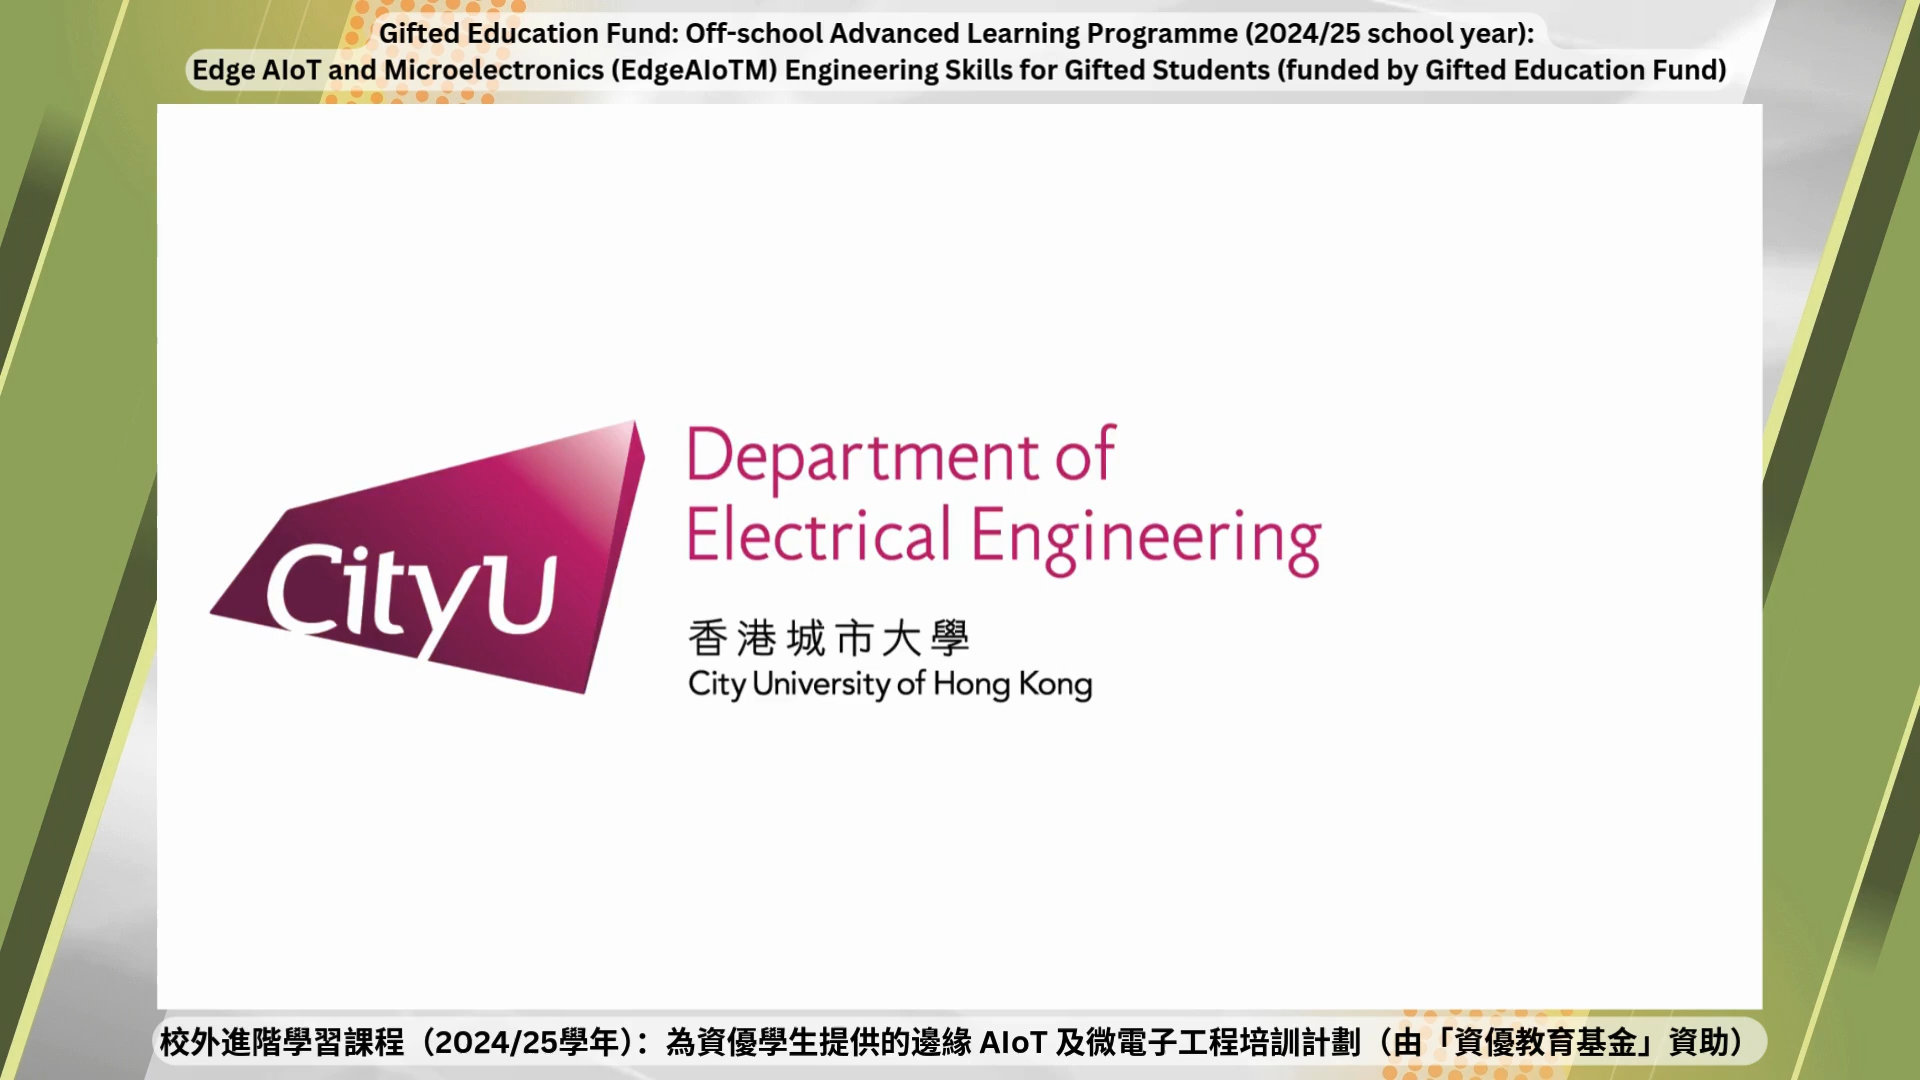 Gifted Education Fund: Off-school Advanced Learning Programme (2024/25 school year):
Edge AIoT and Microelectronics (EdgeAIoTM) Engineering Skills for Gifted Students (funded by Gifted Education Fund)
CityU
Department of
Electrical Engineering
香港城市大學
City University of Hong Kong
校外進階學習課程（2024/25學年）：為資優學生提供的邊緣 AIoT 及微電子工程培訓計劃（由「資優教育基金」資助）